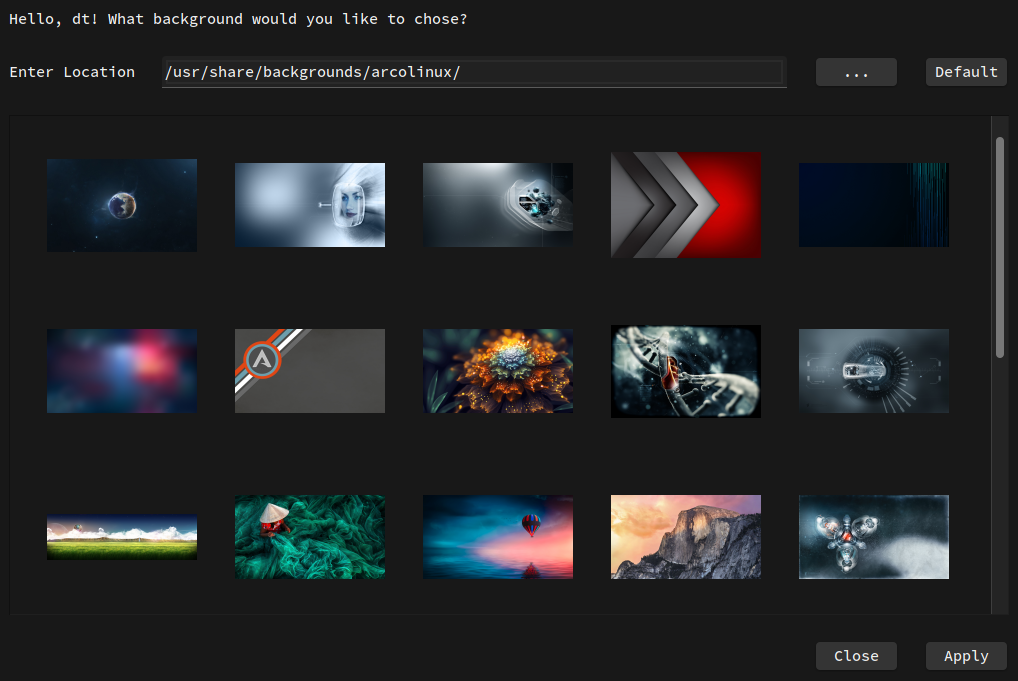 Hello, dt! What background would you like to chose?
Enter Location /usr/share/backgrounds/arcolinux/ ... Default
Close Apply